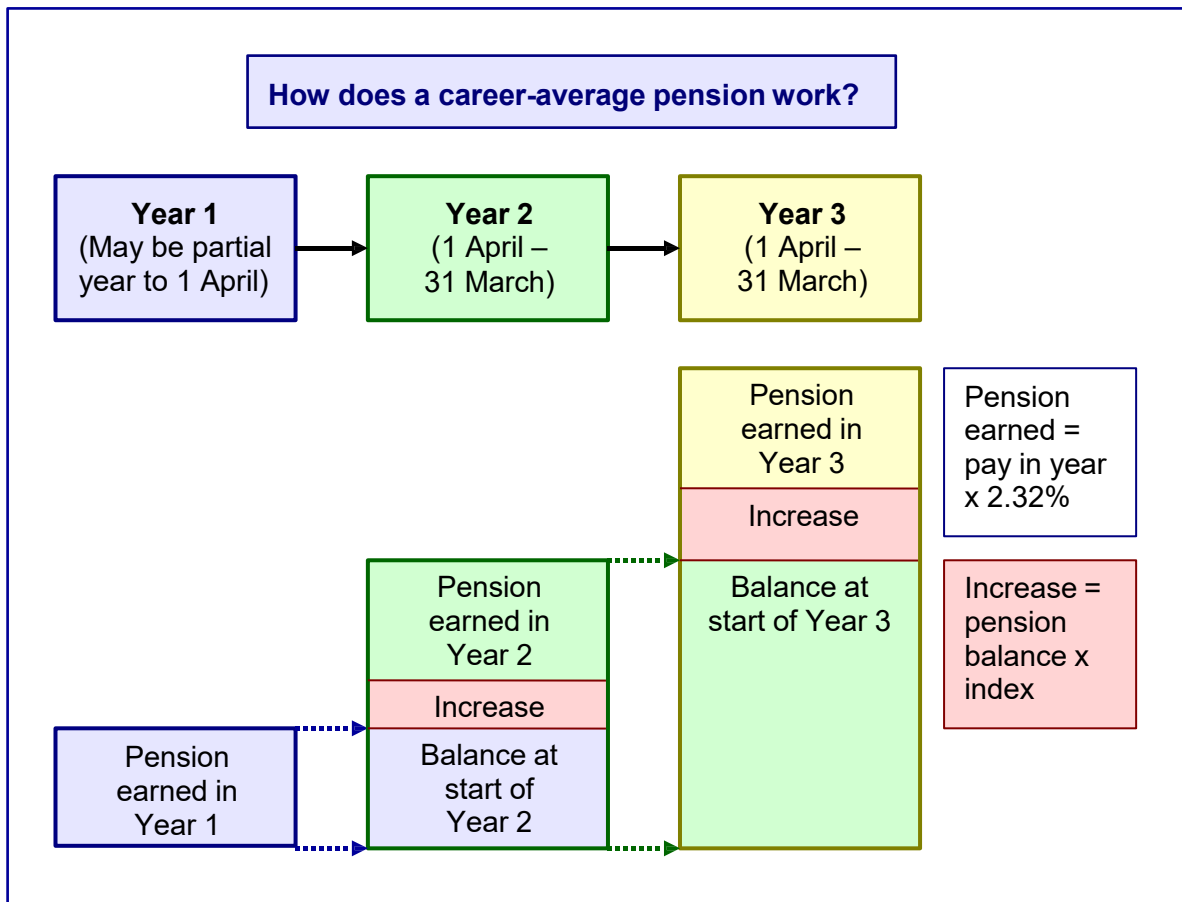 How does a career-average pension work?
Year 1
(May be partial
year to 1 April)
Year 2
(1 April –
31 March)
Year 3
(1 April –
31 March)
Pension
earned in
Year 3
Increase
Balance at
start of Year 3
Pension
earned =
pay in year
x 2.32%
Pension
earned in
Year 2
Increase
Balance at
start of
Year 2
Increase =
pension
balance x
index
Pension
earned in
Year 1